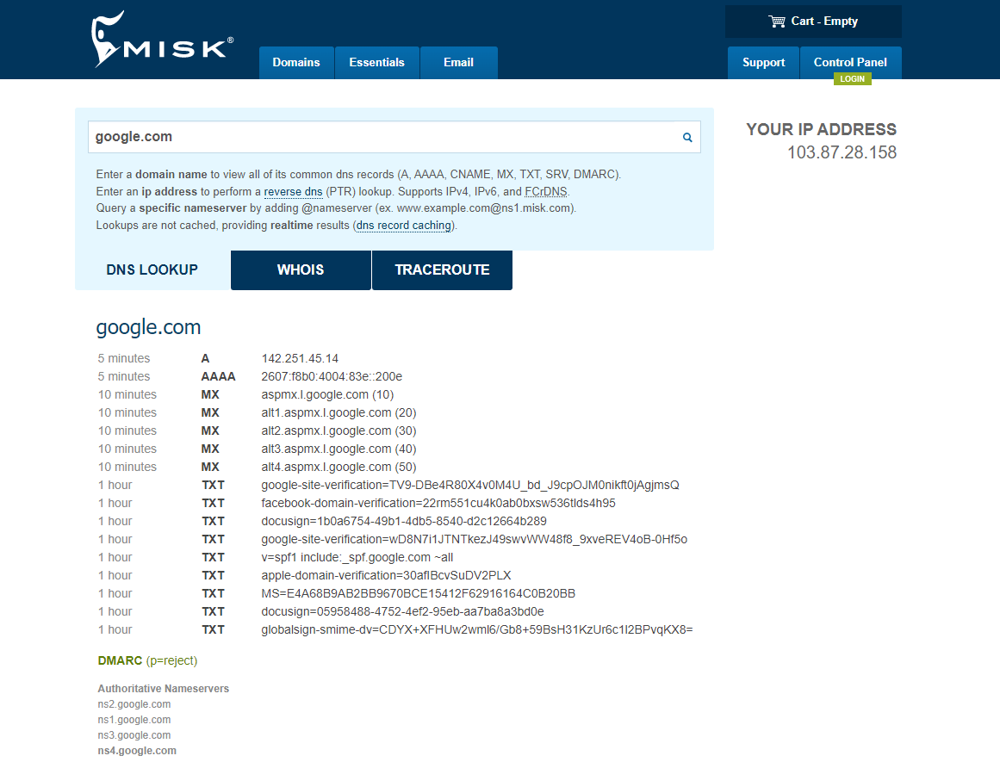 MISK®
Domains
Essentials
Email
Cart - Empty
Support
Control Panel
LOGIN
google.com
Enter a domain name to view all of its common dns records (A, AAAA, CNAME, MX, TXT, SRV, DMARC).
Enter an ip address to perform a reverse dns (PTR) lookup. Supports IPv4, IPv6, and FCrDNS.
Query a specific nameserver by adding @nameserver (ex. www.example.com@ns1.misk.com).
Lookups are not cached, providing realtime results (dns record caching).
YOUR IP ADDRESS
103.87.28.158
DNS LOOKUP
WHOIS
TRACEROUTE
google.com
5 minutes A 142.251.45.14
5 minutes AAAA 2607:f8b0:4004:83e::200e
10 minutes MX aspmx.l.google.com (10)
10 minutes MX alt1.aspmx.l.google.com (20)
10 minutes MX alt2.aspmx.l.google.com (30)
10 minutes MX alt3.aspmx.l.google.com (40)
10 minutes MX alt4.aspmx.l.google.com (50)
1 hour TXT google-site-verification=TV9-DBe4R80X4v0M4U_bd_J9cpOJM0nikft0jAgjmsQ
1 hour TXT facebook-domain-verification=22rm551cu4k0ab0bxsw536tlds4h95
1 hour TXT docusign=1b0a6754-49b1-4db5-8540-d2c12664b289
1 hour TXT google-site-verification=wD8N7i1JTNTkezJ49swvWW48f8_9xveREV4oB-0Hf5o
1 hour TXT v=spf1 include:_spf.google.com ~all
1 hour TXT apple-domain-verification=30afIBcvSuDV2PLX
1 hour TXT MS=E4A68B9AB2BB9670BCE15412F62916164C0B20BB
1 hour TXT docusign=05958488-4752-4ef2-95eb-aa7ba8a3bd0e
1 hour TXT globalsign-smime-dv=CDYX+XFHUw2wml6/Gb8+59BsH31KzUr6c1l2BPvqKX8=
DMARC (p=reject)
Authoritative Nameservers
ns2.google.com
ns1.google.com
ns3.google.com
ns4.google.com